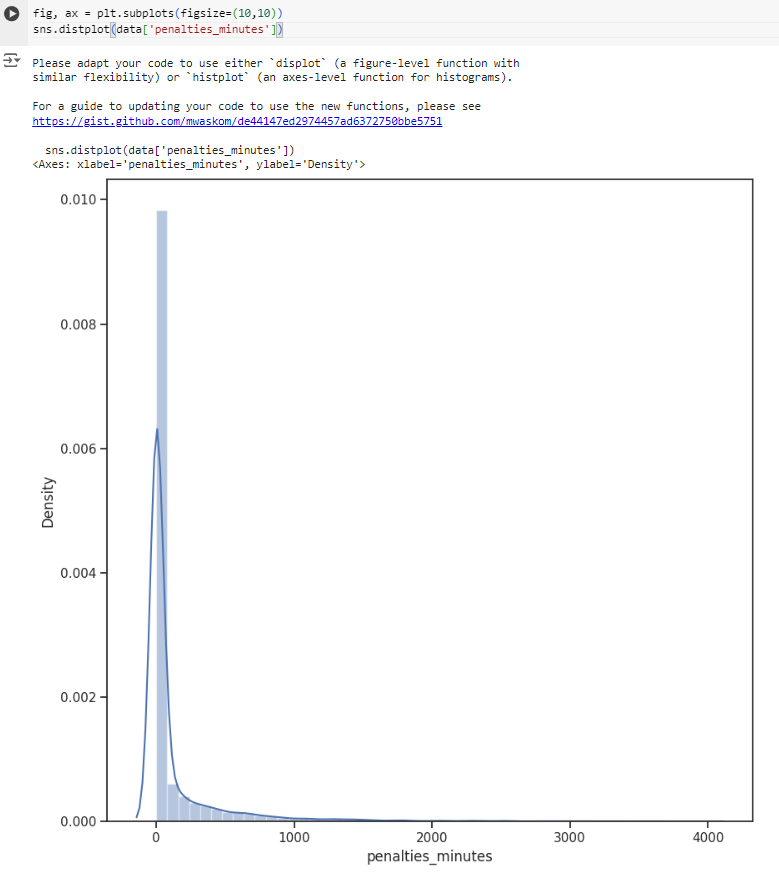 fig, ax = plt.subplots(figsize=(10,10))
sns.distplot(data['penalties_minutes'])
Please adapt your code to use either `displot` (a figure-level function with
similar flexibility) or `histplot` (an axes-level function for histograms).
For a guide to updating your code to use the new functions, please see
https://gist.github.com/mwaskom/de44147ed2974457ad6372750bbe5751
sns.distplot(data['penalties_minutes'])
<Axes: xlabel='penalties_minutes', ylabel='Density'>
0.010
0.008
0.006
0.004
0.002
0.000
Density
0 1000 2000 3000 4000
penalties_minutes